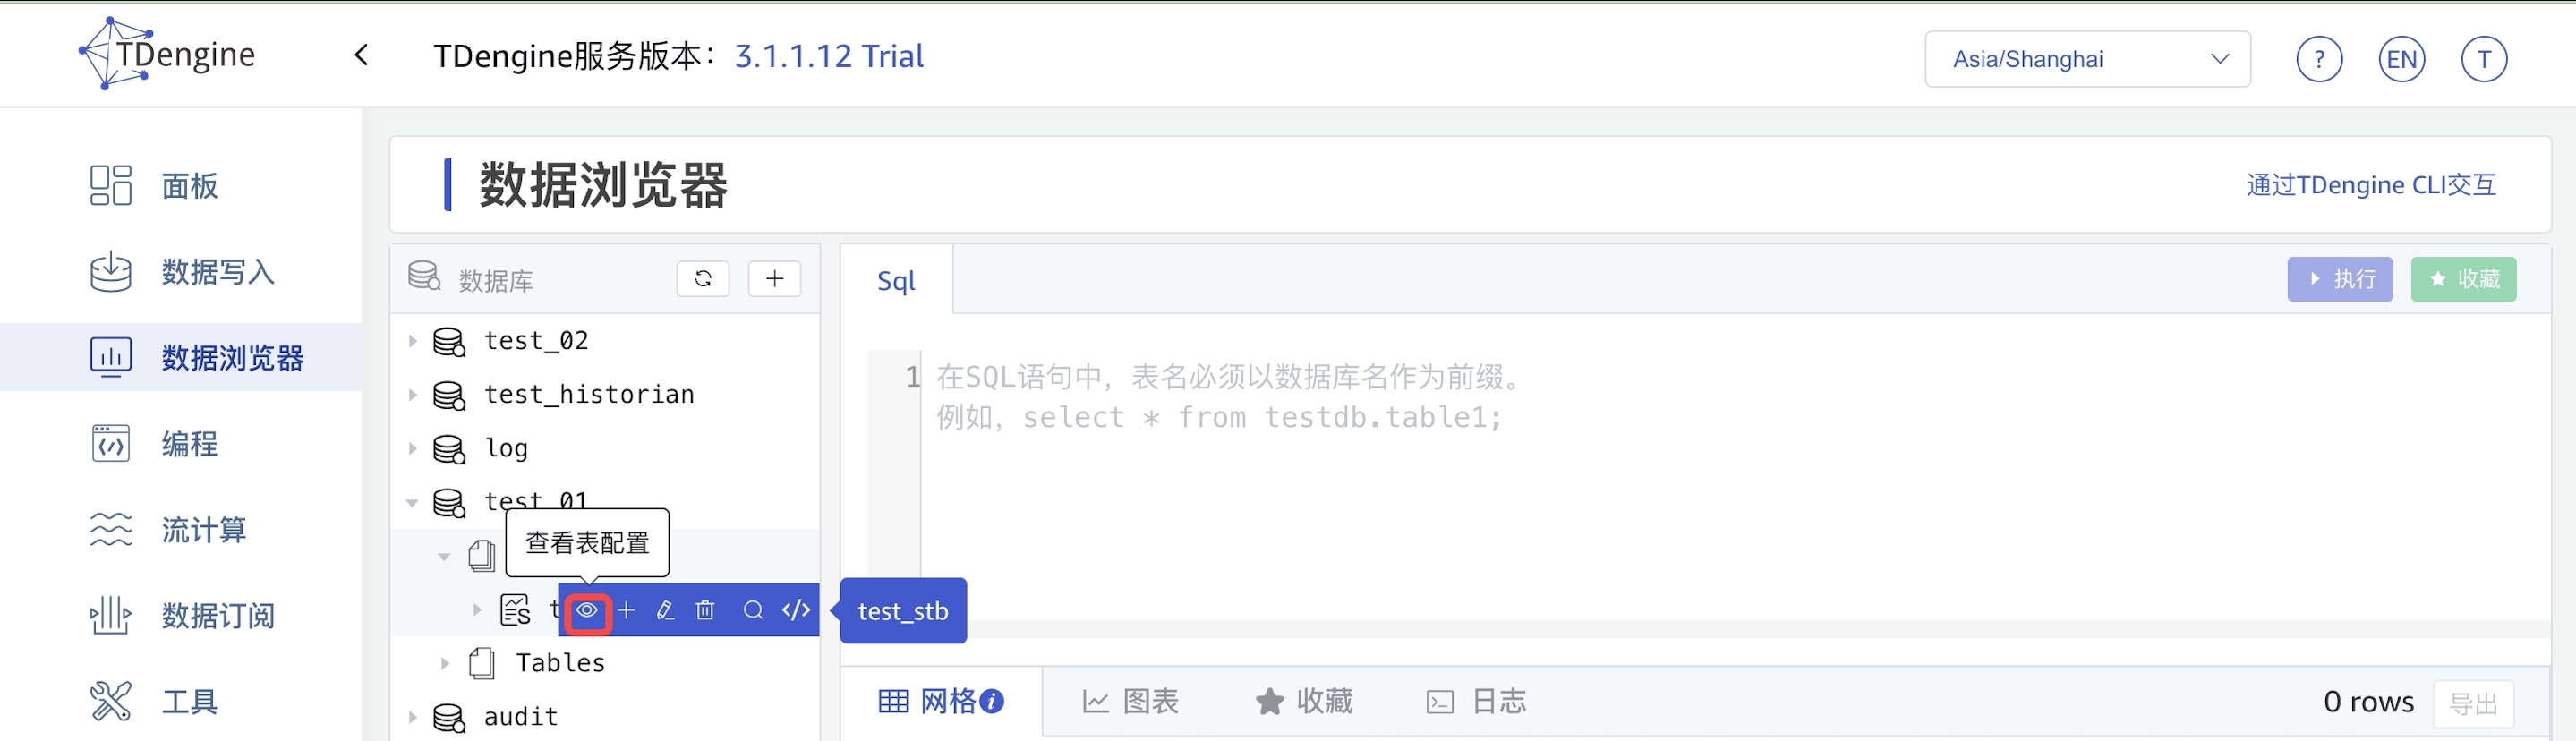 TDengine
TDengine服务版本： 3.1.1.12 Trial
Asia/Shanghai
?
EN
T
面板
数据写入
数据浏览器
编程
流计算
数据订阅
工具
数据浏览器
通过TDengine CLI交互
数据库
test_02
test_historian
log
test_01
查看表配置
t
test_stb
Tables
audit
Sql
执行
收藏
1
在SQL语句中，表名必须以数据库名作为前缀。
例如，select * from testdb.table1;
网格
图表
收藏
日志
0 rows
导出